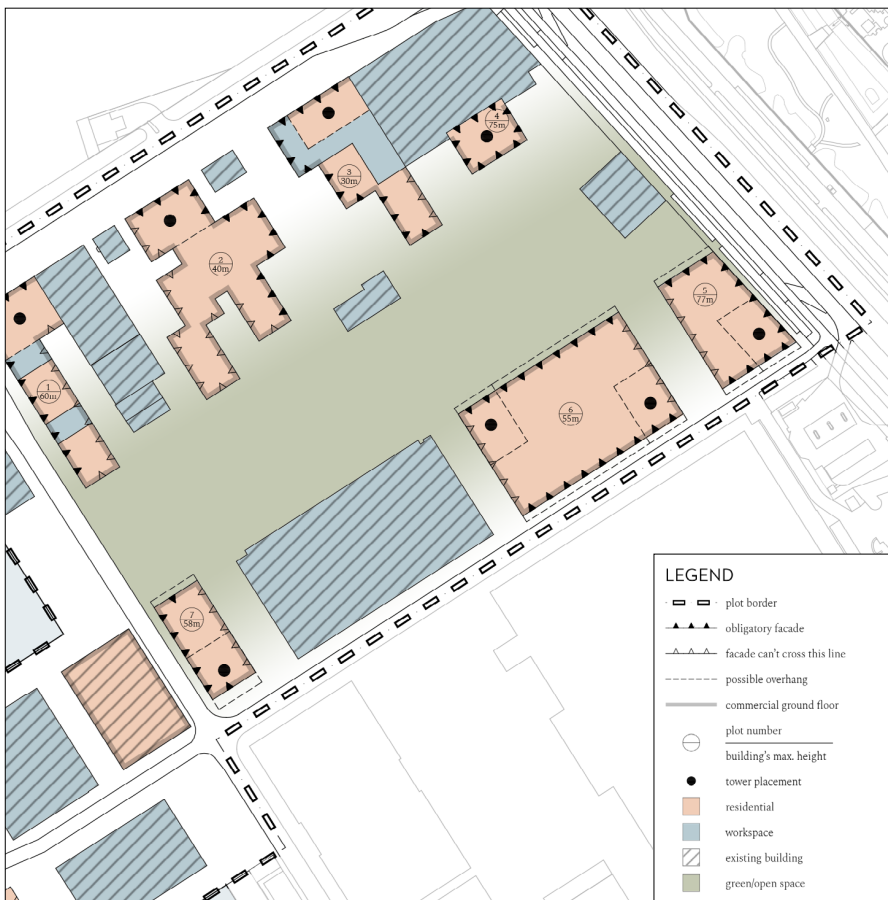 4
75m
3
30m
2
40m
5
77m
1
60m
6
55m
7
58m
LEGEND
plot border
obligatory facade
facade can't cross this line
possible overhang
commercial ground floor
plot number
building's max. height
tower placement
residential
workspace
existing building
green/open space